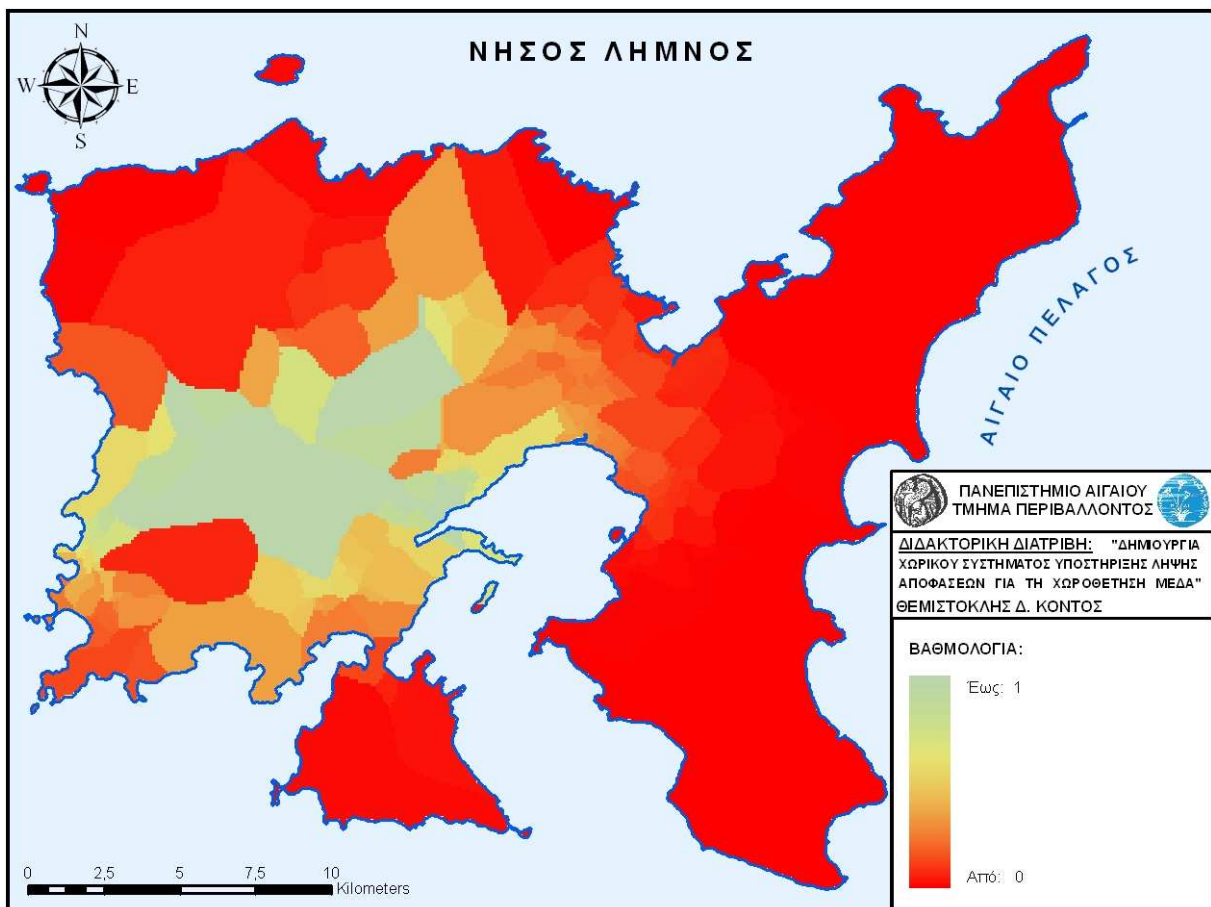 ΝΗΣΟΣ ΛΗΜΝΟΣ
N
W E
S
ΑΙΓΑΙΟ ΠΕΛΑΓΟΣ
ΠΑΝΕΠΙΣΤΗΜΙΟ ΑΙΓΑΙΟΥ
ΤΜΗΜΑ ΠΕΡΙΒΑΛΛΟΝΤΟΣ
ΔΙΔΑΚΤΟΡΙΚΗ ΔΙΑΤΡΙΒΗ: "ΔΗΜΙΟΥΡΓΙΑ
ΧΩΡΙΚΟΥ ΣΥΣΤΗΜΑΤΟΣ ΥΠΟΣΤΗΡΙΞΗΣ ΛΗΨΗΣ
ΑΠΟΦΑΣΕΩΝ ΓΙΑ ΤΗ ΧΩΡΟΘΕΤΗΣΗ ΜΕΔΑ"
ΘΕΜΙΣΤΟΚΛΗΣ Δ. ΚΟΝΤΟΣ
ΒΑΘΜΟΛΟΓΙΑ:
Έως: 1
Από: 0
0 2,5 5 7,5 10
Kilometers